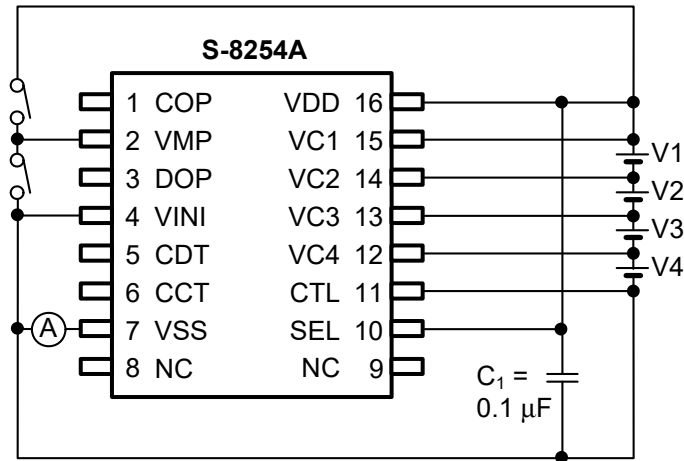 S-8254A
1 COP VDD 16
2 VMP VC1 15
3 DOP VC2 14
4 VINI VC3 13
5 CDT VC4 12
6 CCT CTL 11
7 VSS SEL 10
8 NC NC 9
A
V1
V2
V3
V4
C₁ =
0.1 μF